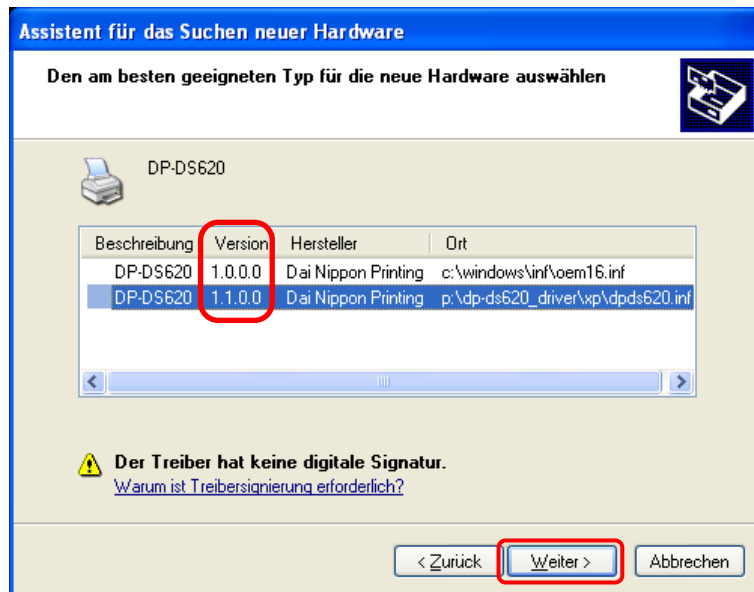 Assistent für das Suchen neuer Hardware
Den am besten geeigneten Typ für die neue Hardware auswählen
DP-DS620
Beschreibung Version Hersteller Ort
DP-DS620 1.0.0.0 Dai Nippon Printing c:\windows\inf\oem16.inf
DP-DS620 1.1.0.0 Dai Nippon Printing p:\dp-ds620_driver\xp\dpds620.inf
Der Treiber hat keine digitale Signatur.
Warum ist Treibersignierung erforderlich?
< Zurück Weiter > Abbrechen